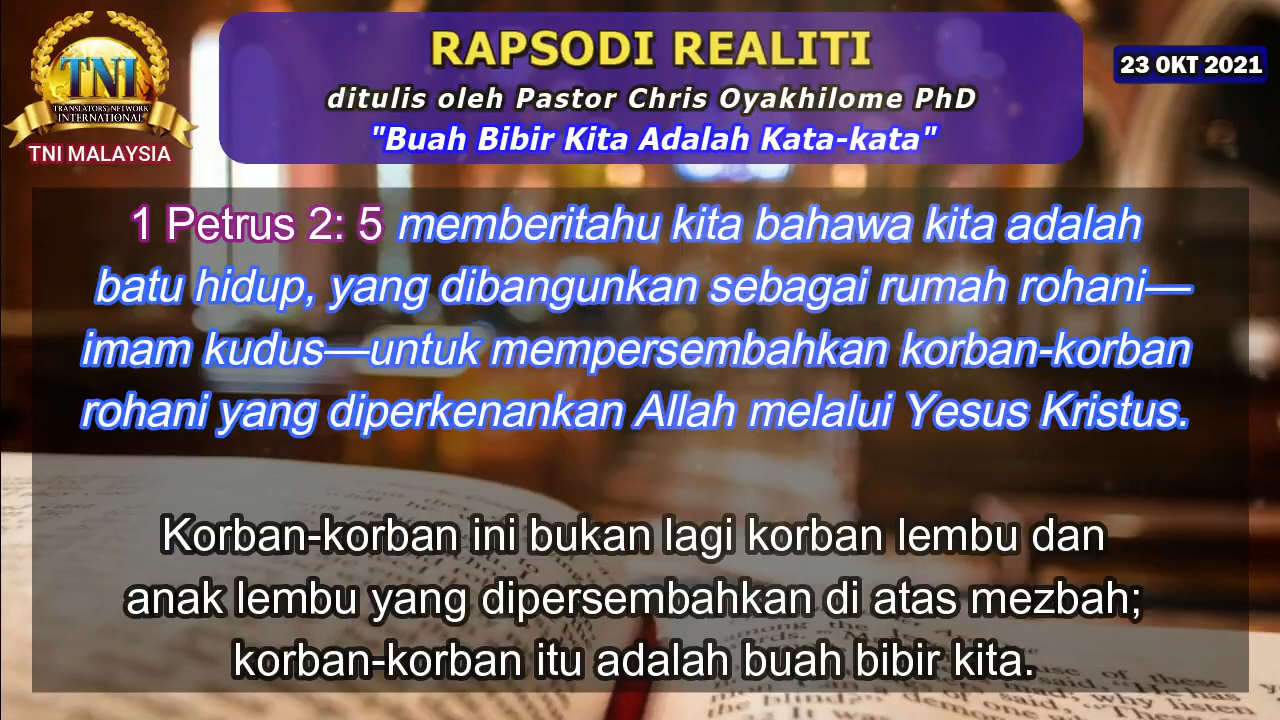 TNI
TRANSLATORS' NETWORK
INTERNATIONAL
TNI MALAYSIA
RAPSODI REALITI
ditulis oleh Pastor Chris Oyakhilome PhD
"Buah Bibir Kita Adalah Kata-kata"
23 OKT 2021
1 Petrus 2: 5 memberitahu kita bahawa kita adalah
batu hidup, yang dibangunkan sebagai rumah rohani—
imam kudus—untuk mempersembahkan korban-korban
rohani yang diperkenankan Allah melalui Yesus Kristus.
Korban-korban ini bukan lagi korban lembu dan
anak lembu yang dipersembahkan di atas mezbah;
korban-korban itu adalah buah bibir kita.